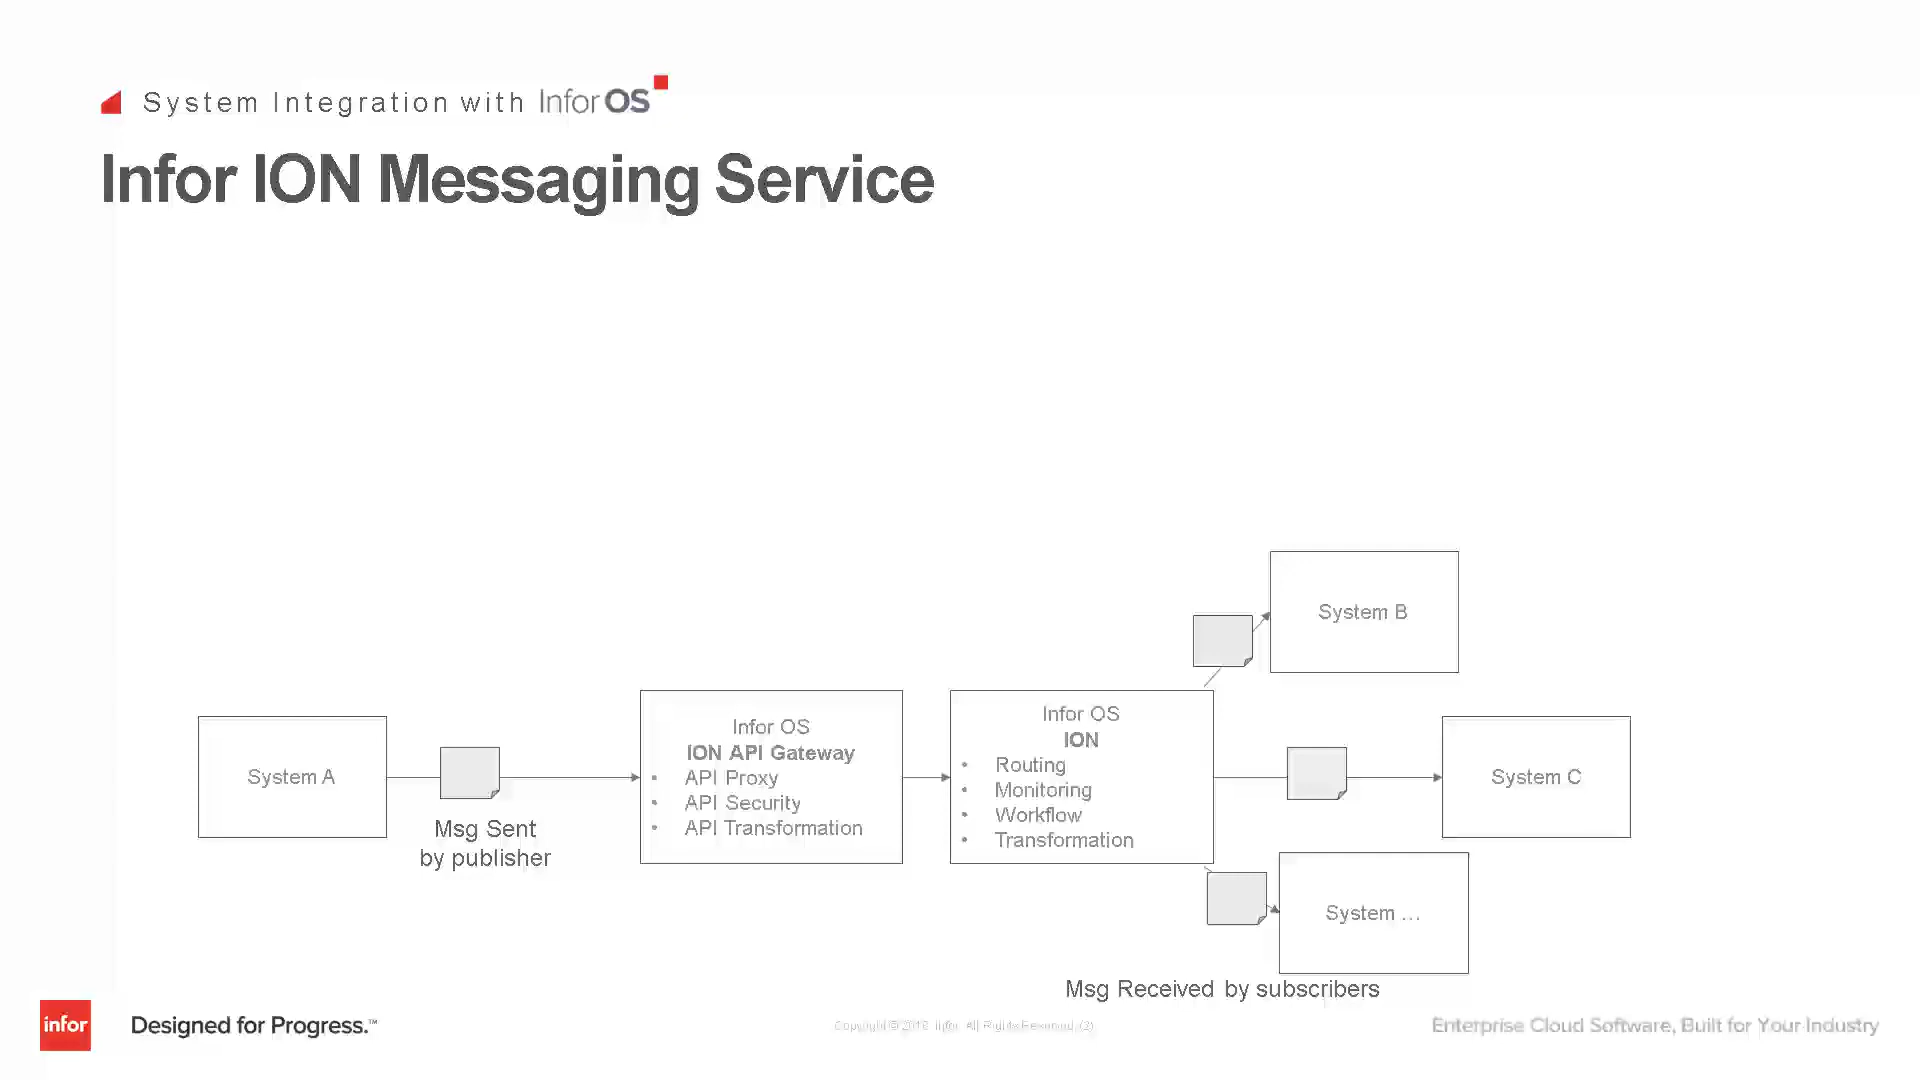 System Integration with Infor OS
Infor ION Messaging Service
System B
System A
Msg Sent
by publisher
Infor OS
ION API Gateway
• API Proxy
• API Security
• API Transformation
Infor OS
ION
• Routing
• Monitoring
• Workflow
• Transformation
System C
System …
Msg Received by subscribers
infor
Designed for Progress.™
Enterprise Cloud Software, Built for Your Industry